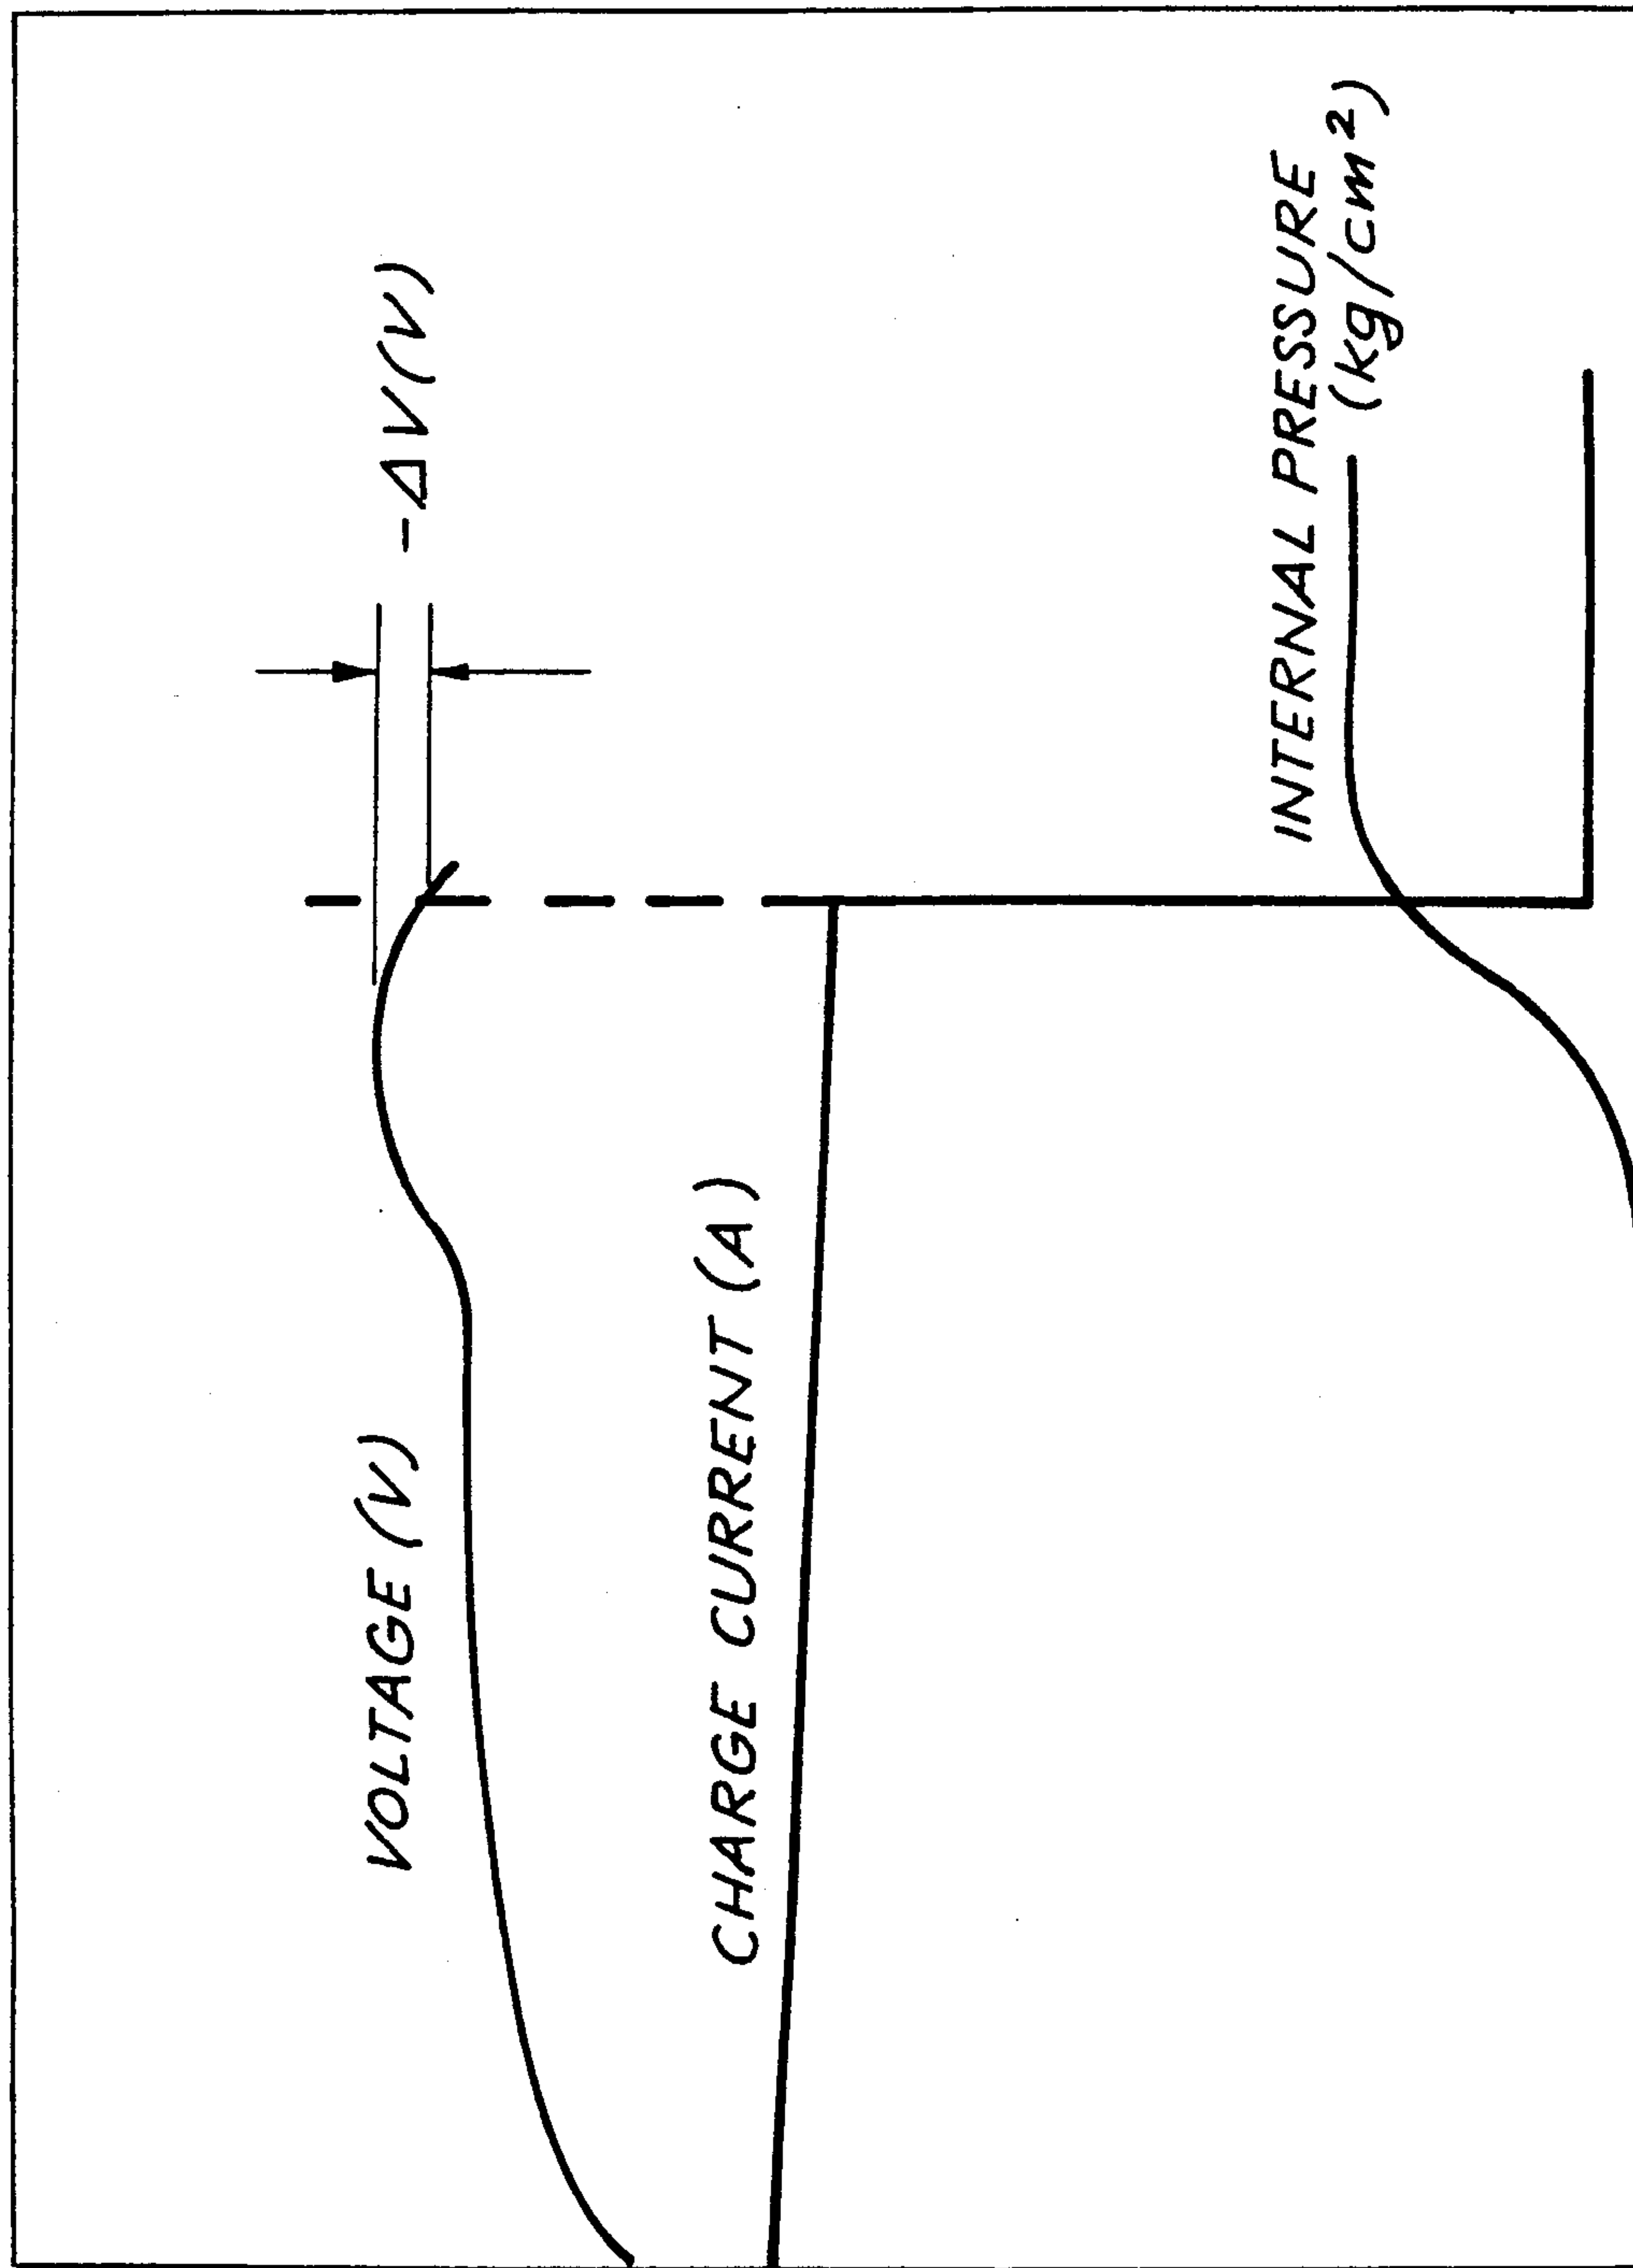 -ΔV(V)
VOLTAGE (V)
CHARGE CURRENT (A)
INTERNAL PRESSURE
(kg/cm²)